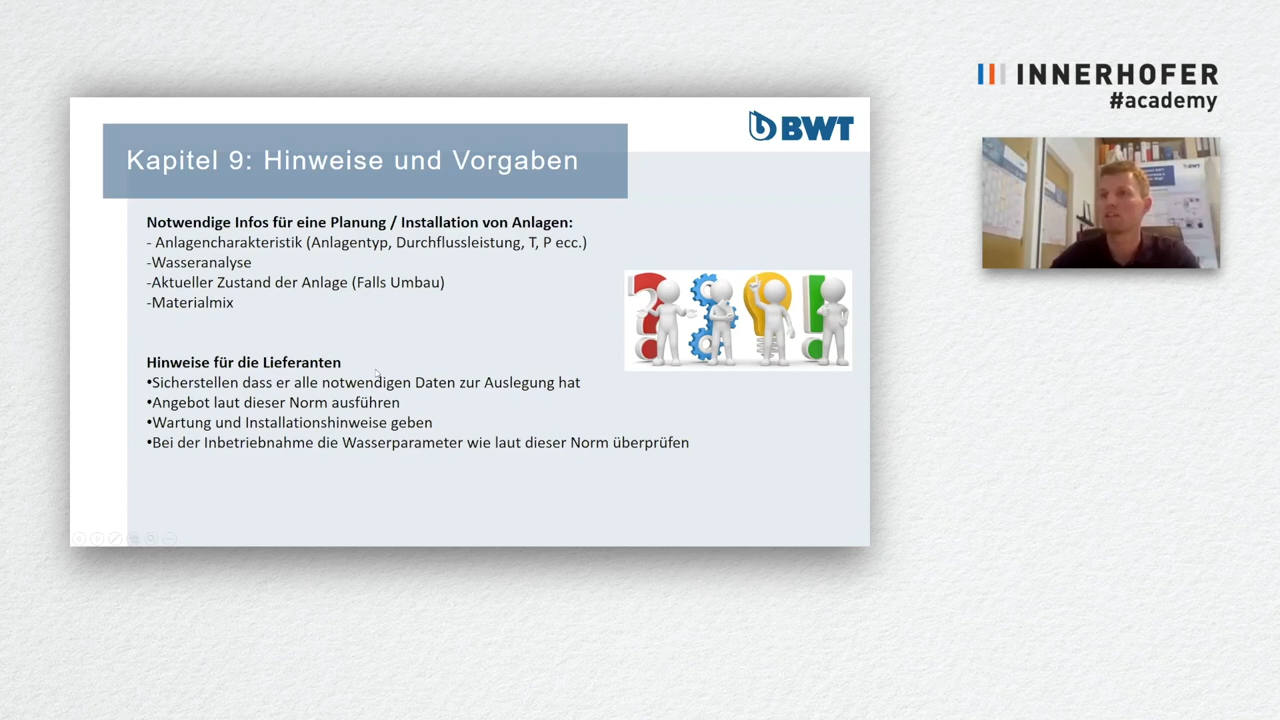 INNERHOFER
#academy
BWT
Kapitel 9: Hinweise und Vorgaben
Notwendige Infos für eine Planung / Installation von Anlagen:
- Anlagencharakteristik (Anlagentyp, Durchflussleistung, T, P ecc.)
-Wasseranalyse
-Aktueller Zustand der Anlage (Falls Umbau)
-Materialmix
Hinweise für die Lieferanten
•Sicherstellen dass er alle notwendigen Daten zur Auslegung hat
•Angebot laut dieser Norm ausführen
•Wartung und Installationshinweise geben
•Bei der Inbetriebnahme die Wasserparameter wie laut dieser Norm überprüfen
BWT